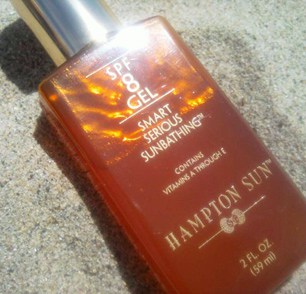 SPF
8
GEL
SMART
SERIOUS
SUNBATHING™
CONTAINS
VITAMINS A THROUGH E
HAMPTON SUN™
2 FL. OZ.
(59 ml)